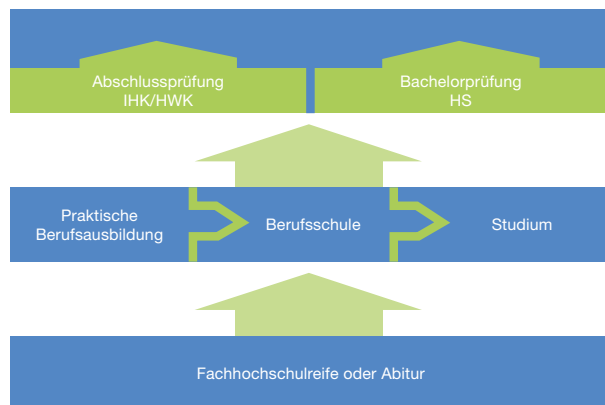 Abschlussprüfung
IHK/HWK
Bachelorprüfung
HS
Praktische
Berufsausbildung
Berufsschule
Studium
Fachhochschulreife oder Abitur